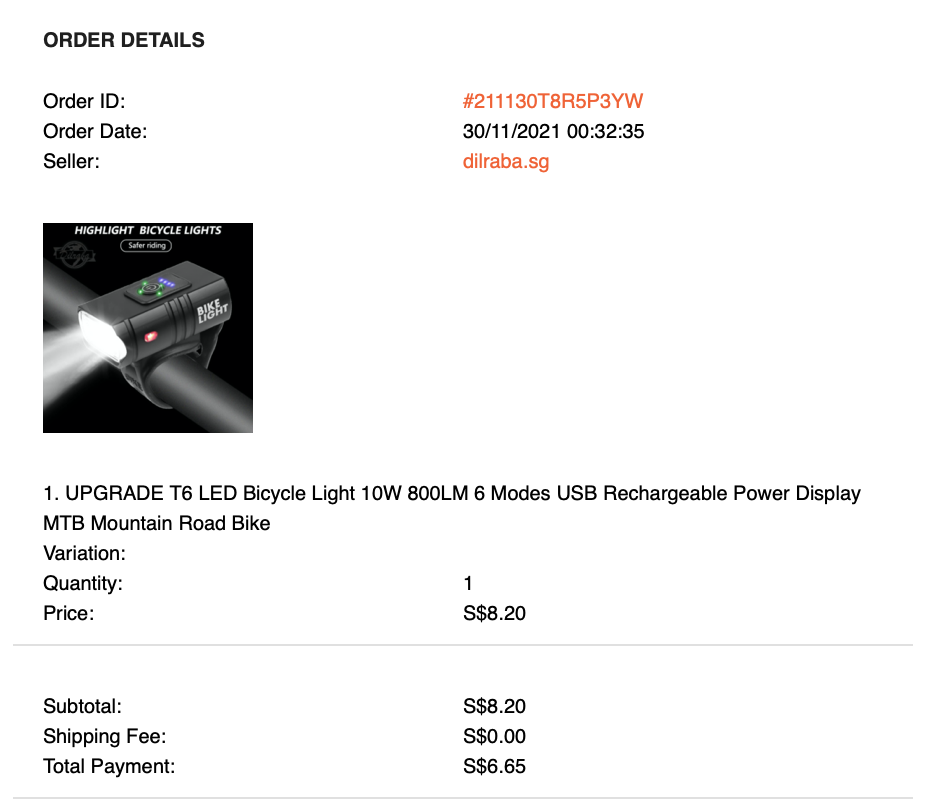 ORDER DETAILS
Order ID: #211130T8R5P3YW
Order Date: 30/11/2021 00:32:35
Seller: dilraba.sg
HIGHLIGHT BICYCLE LIGHTS
Safer riding
BIKE
LIGHT
1. UPGRADE T6 LED Bicycle Light 10W 800LM 6 Modes USB Rechargeable Power Display
MTB Mountain Road Bike
Variation:
Quantity: 1
Price: S$8.20
Subtotal: S$8.20
Shipping Fee: S$0.00
Total Payment: S$6.65